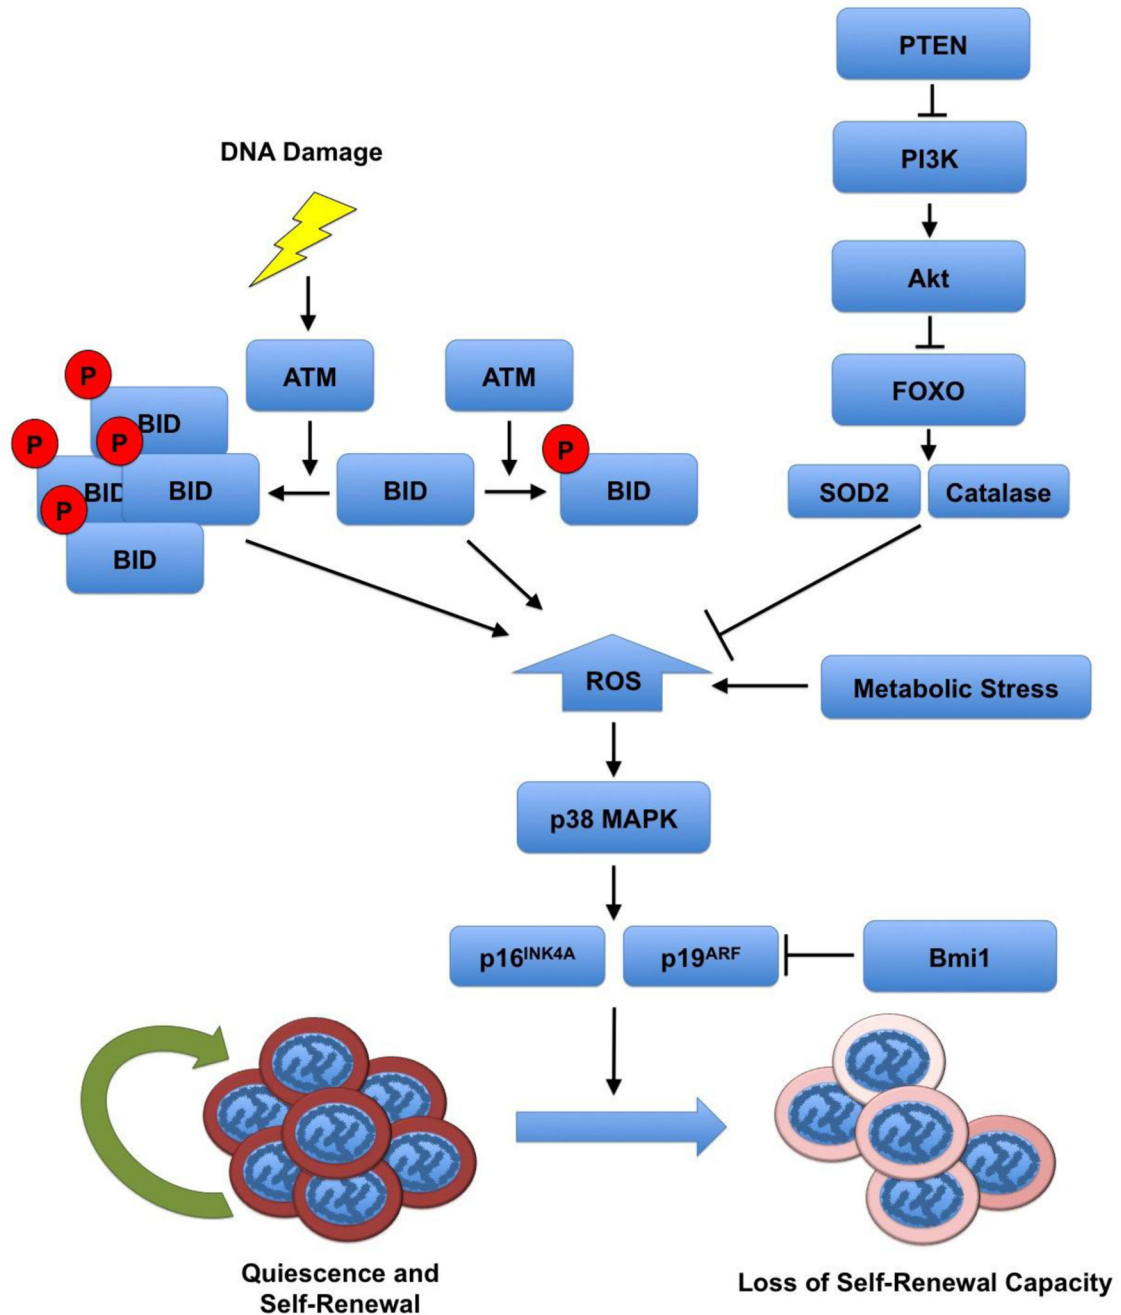 PTEN
DNA Damage
PI3K
Akt
ATM
ATM
FOXO
P
BID
P
P
BID
BID
P
BID
BID
P
BID
SOD2
Catalase
ROS
Metabolic Stress
p38 MAPK
p16INK4A
p19ARF
Bmi1
Quiescence and
Self-Renewal
Loss of Self-Renewal Capacity